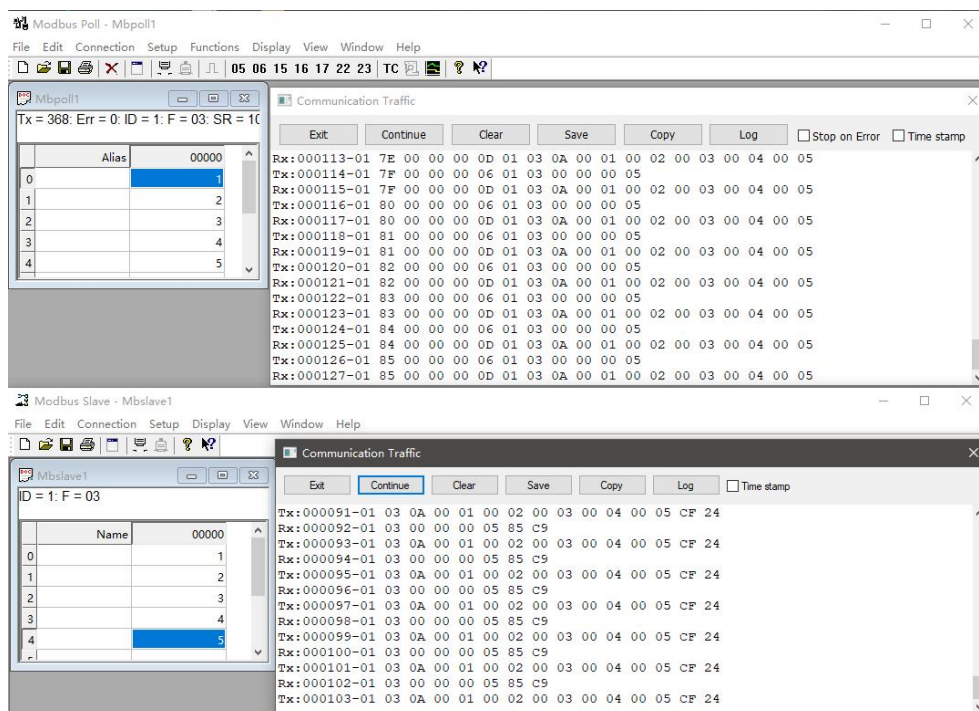 Modbus Poll - Mbpoll1
File Edit Connection Setup Functions Display View Window Help
05 06 15 16 17 22 23 TC
Mbpoll1
Tx = 368: Err = 0: ID = 1: F = 03: SR = 10
Alias 00000
0 1
1 2
2 3
3 4
4 5
Communication Traffic
Exit Continue Clear Save Copy Log Stop on Error Time stamp
Rx:000113-01 7E 00 00 00 0D 01 03 0A 00 01 00 02 00 03 00 04 00 05
Tx:000114-01 7F 00 00 00 06 01 03 00 00 00 05
Rx:000115-01 7F 00 00 00 0D 01 03 0A 00 01 00 02 00 03 00 04 00 05
Tx:000116-01 80 00 00 00 06 01 03 00 00 00 05
Rx:000117-01 80 00 00 00 0D 01 03 0A 00 01 00 02 00 03 00 04 00 05
Tx:000118-01 81 00 00 00 06 01 03 00 00 00 05
Rx:000119-01 81 00 00 00 0D 01 03 0A 00 01 00 02 00 03 00 04 00 05
Tx:000120-01 82 00 00 00 06 01 03 00 00 00 05
Rx:000121-01 82 00 00 00 0D 01 03 0A 00 01 00 02 00 03 00 04 00 05
Tx:000122-01 83 00 00 00 06 01 03 00 00 00 05
Rx:000123-01 83 00 00 00 0D 01 03 0A 00 01 00 02 00 03 00 04 00 05
Tx:000124-01 84 00 00 00 06 01 03 00 00 00 05
Rx:000125-01 84 00 00 00 0D 01 03 0A 00 01 00 02 00 03 00 04 00 05
Tx:000126-01 85 00 00 00 06 01 03 00 00 00 05
Rx:000127-01 85 00 00 00 0D 01 03 0A 00 01 00 02 00 03 00 04 00 05
Modbus Slave - Mbslave1
File Edit Connection Setup Display View Window Help
Mbslave1
ID = 1: F = 03
Name 00000
0 1
1 2
2 3
3 4
4 5
Communication Traffic
Exit Continue Clear Save Copy Log Time stamp
Tx:000091-01 03 0A 00 01 00 02 00 03 00 04 00 05 CF 24
Rx:000092-01 03 00 00 00 05 85 C9
Tx:000093-01 03 0A 00 01 00 02 00 03 00 04 00 05 CF 24
Rx:000094-01 03 00 00 00 05 85 C9
Tx:000095-01 03 0A 00 01 00 02 00 03 00 04 00 05 CF 24
Rx:000096-01 03 00 00 00 05 85 C9
Tx:000097-01 03 0A 00 01 00 02 00 03 00 04 00 05 CF 24
Rx:000098-01 03 00 00 00 05 85 C9
Tx:000099-01 03 0A 00 01 00 02 00 03 00 04 00 05 CF 24
Rx:000100-01 03 00 00 00 05 85 C9
Tx:000101-01 03 0A 00 01 00 02 00 03 00 04 00 05 CF 24
Rx:000102-01 03 00 00 00 05 85 C9
Tx:000103-01 03 0A 00 01 00 02 00 03 00 04 00 05 CF 24